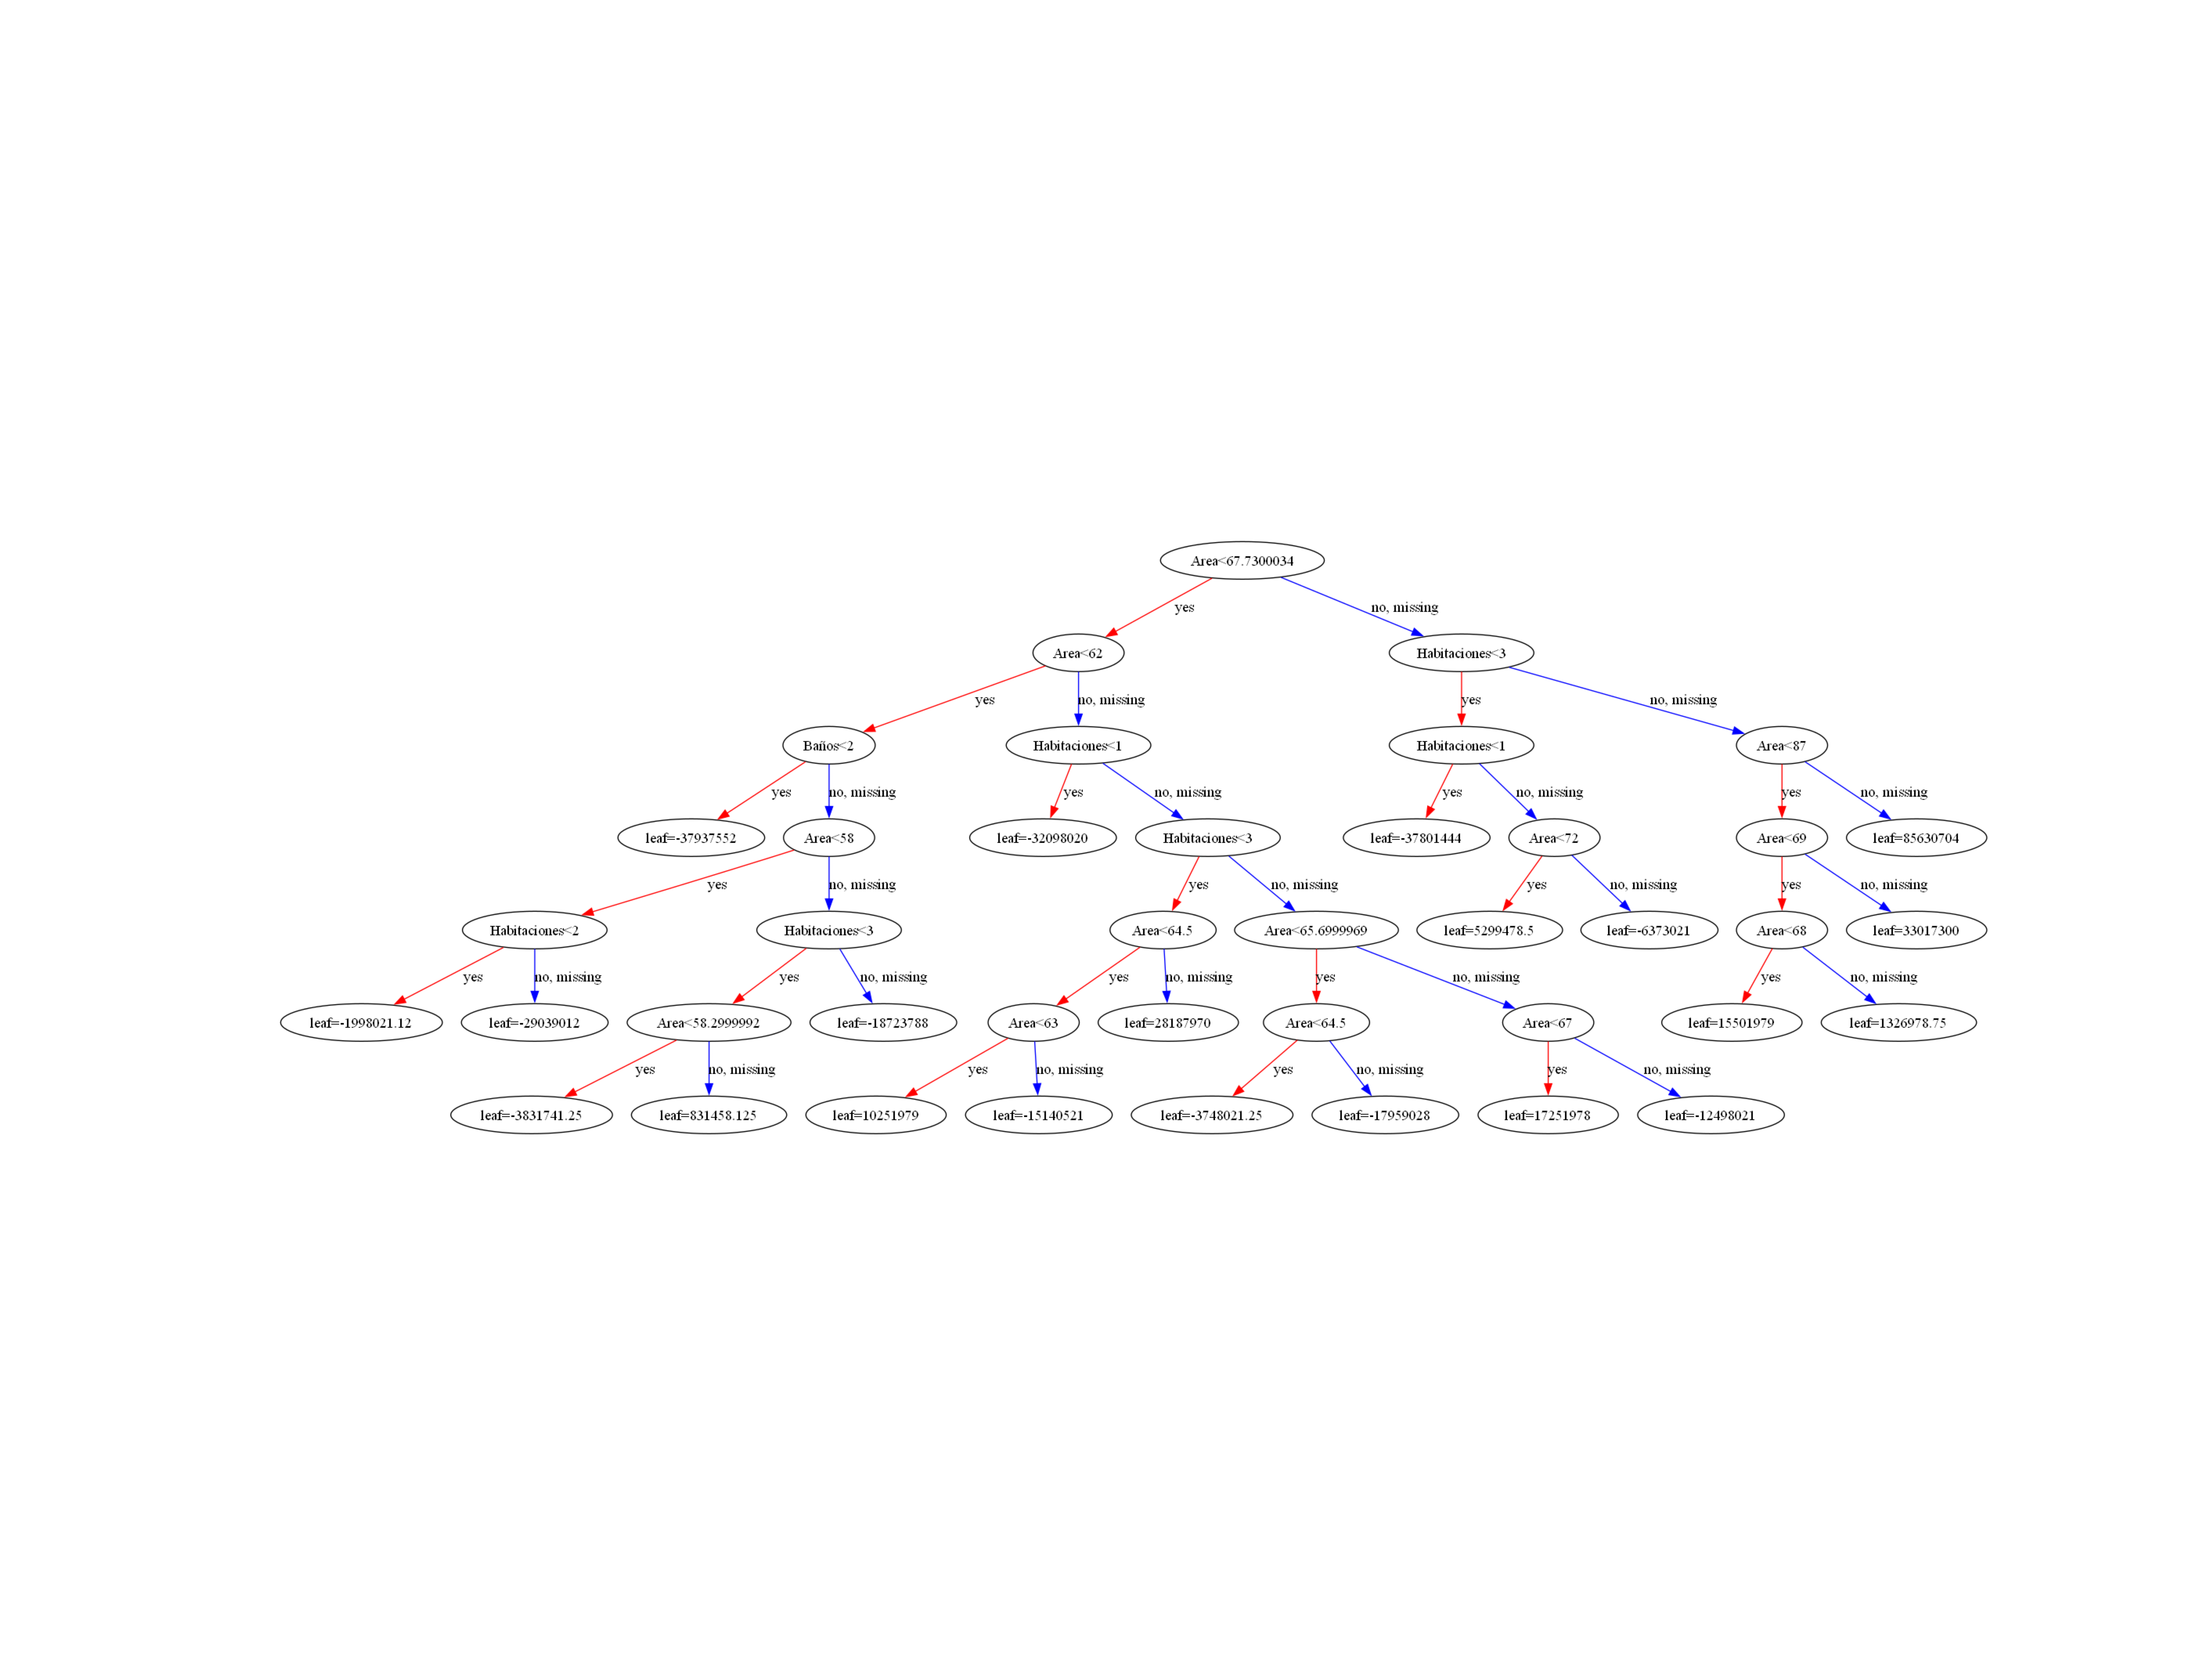 Area<67.7300034
yes
no, missing
Area<62
Habitaciones<3
yes
no, missing
yes
no, missing
Baños<2
Habitaciones<1
Habitaciones<1
Area<87
yes
no, missing
yes
no, missing
yes
no, missing
yes
no, missing
leaf=-37937552
Area<58
leaf=-32098020
Habitaciones<3
leaf=-37801444
Area<72
Area<69
leaf=85630704
yes
no, missing
yes
no, missing
yes
no, missing
yes
no, missing
Habitaciones<2
Habitaciones<3
Area<64.5
Area<65.6999969
leaf=5299478.5
leaf=-6373021
Area<68
leaf=33017300
yes
no, missing
yes
no, missing
yes
no, missing
yes
no, missing
yes
no, missing
leaf=-1998021.12
leaf=-29039012
Area<58.2999992
leaf=-18723788
Area<63
leaf=28187970
Area<64.5
Area<67
leaf=15501979
leaf=1326978.75
yes
no, missing
yes
no, missing
yes
no, missing
yes
no, missing
leaf=-3831741.25
leaf=831458.125
leaf=10251979
leaf=-15140521
leaf=-3748021.25
leaf=-17959028
leaf=17251978
leaf=-12498021